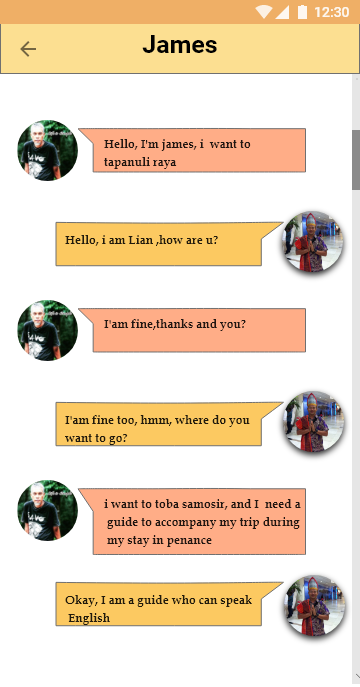 12:30
James
Hello, I'm james, i want to
tapanuli raya
Hello, i am Lian ,how are u?
I'am fine,thanks and you?
I'am fine too, hmm, where do you
want to go?
i want to toba samosir, and I need a
guide to accompany my trip during
my stay in penance
Okay, I am a guide who can speak
English